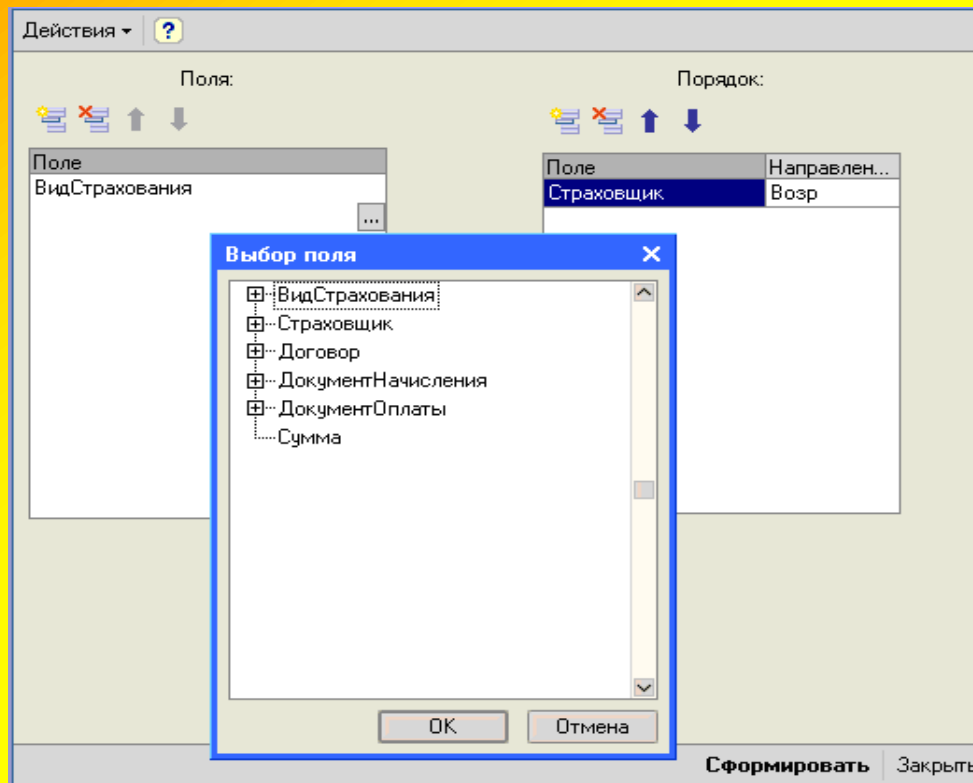 Действия
?
Поля:
Порядок:
Поле
ВидСтрахования
...
Поле Направлен...
Страховщик Возр
Выбор поля
ВидСтрахования
Страховщик
Договор
ДокументНачисления
ДокументОплаты
Сумма
OK Отмена
Сформировать Закрыть